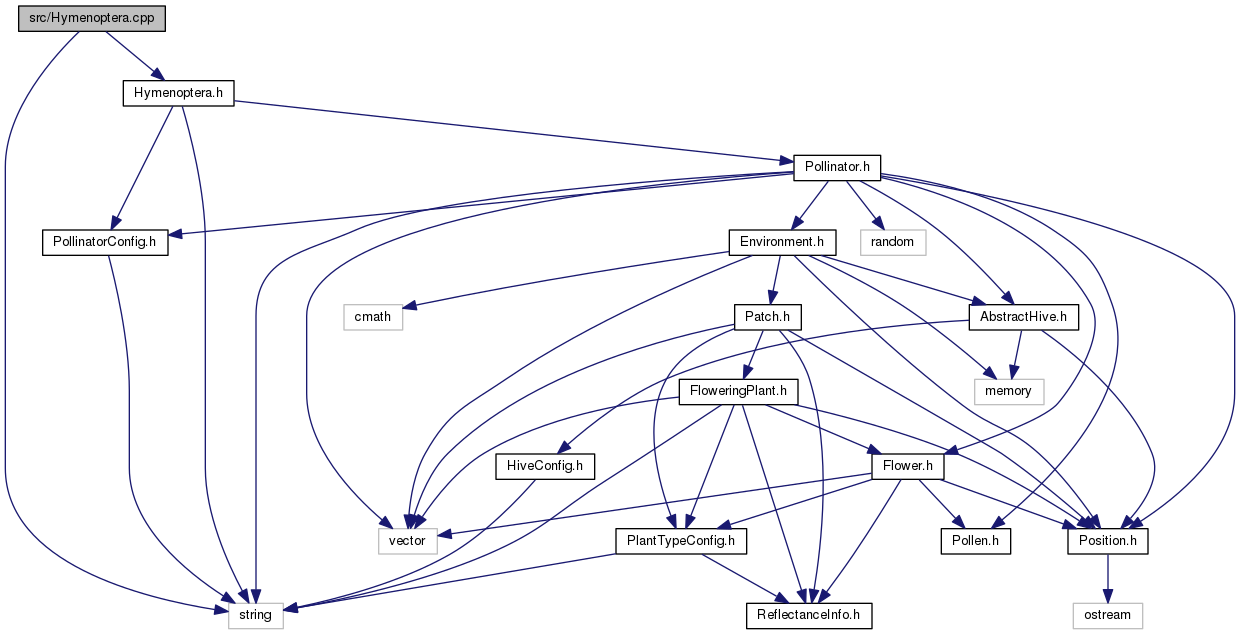 src/Hymenoptera.cpp
Hymenoptera.h
Pollinator.h
PollinatorConfig.h
Environment.h
random
cmath
Patch.h
AbstractHive.h
FloweringPlant.h
memory
HiveConfig.h
Flower.h
vector
PlantTypeConfig.h
Pollen.h
Position.h
string
ReflectanceInfo.h
ostream